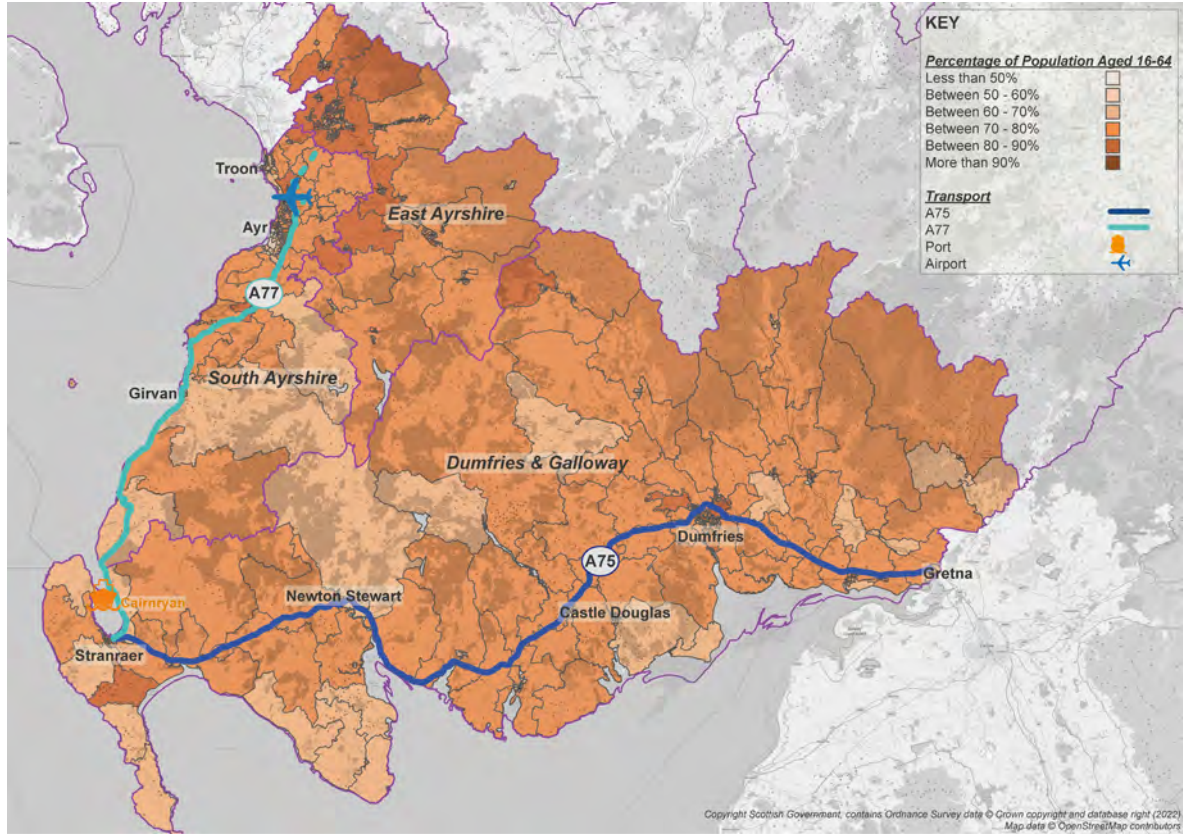 KEY
Percentage of Population Aged 16-64
Less than 50%
Between 50 - 60%
Between 60 - 70%
Between 70 - 80%
Between 80 - 90%
More than 90%
Transport
A75
A77
Port
Airport
Troon
Ayr
East Ayrshire
A77
South Ayrshire
Girvan
Dumfries & Galloway
Dumfries
A75
Gretna
Cairnryan
Newton Stewart
Castle Douglas
Stranraer
Copyright Scottish Government, contains Ordnance Survey data © Crown copyright and database right (2022)
Map data © OpenStreetMap contributors